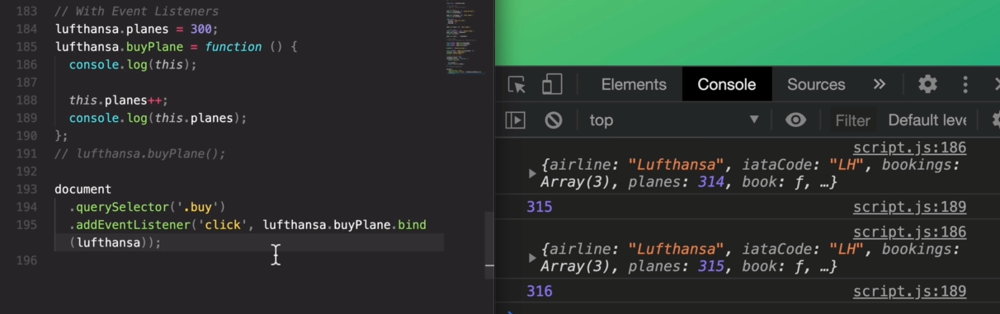 183 // With Event Listeners
184 lufthansa.planes = 300;
185 lufthansa.buyPlane = function () {
186 console.log(this);
187
188 this.planes++;
189 console.log(this.planes);
190 };
191 // lufthansa.buyPlane();
192
193 document
194 .querySelector('.buy')
195 .addEventListener('click', lufthansa.buyPlane.bind
(lufthansa));
196
Elements Console Sources »
top Filter Default leve
script.js:186
{airline: "Lufthansa", iataCode: "LH", bookings:
Array(3), planes: 314, book: ƒ, …}
315 script.js:189
script.js:186
{airline: "Lufthansa", iataCode: "LH", bookings:
Array(3), planes: 315, book: ƒ, …}
316 script.js:189